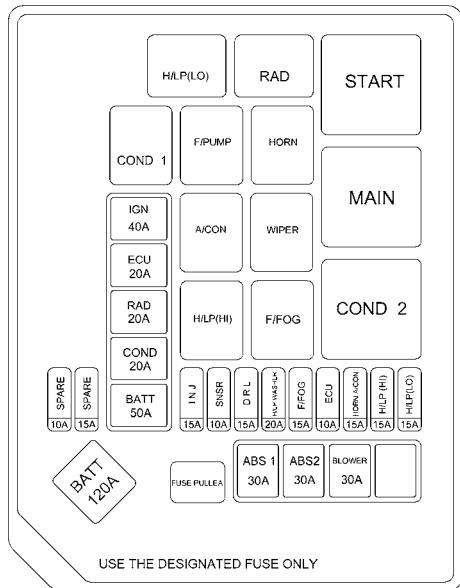 H/LP(LO)
RAD
START
COND 1
F/PUMP
HORN
MAIN
IGN
40A
A/CON
WIPER
ECU
20A
RAD
20A
H/LP(HI)
F/FOG
COND 2
COND
20A
BATT
50A
SPARE
10A
SPARE
15A
INJ
15A
SNSR
10A
DRL
15A
H/LP WASHER
20A
F/FOG
15A
ECU
10A
HORN A/CON
15A
H/LP (HI)
15A
H/LP(LO)
15A
BATT
120A
FUSE PULLEA
ABS 1
30A
ABS2
30A
BLOWER
30A
USE THE DESIGNATED FUSE ONLY